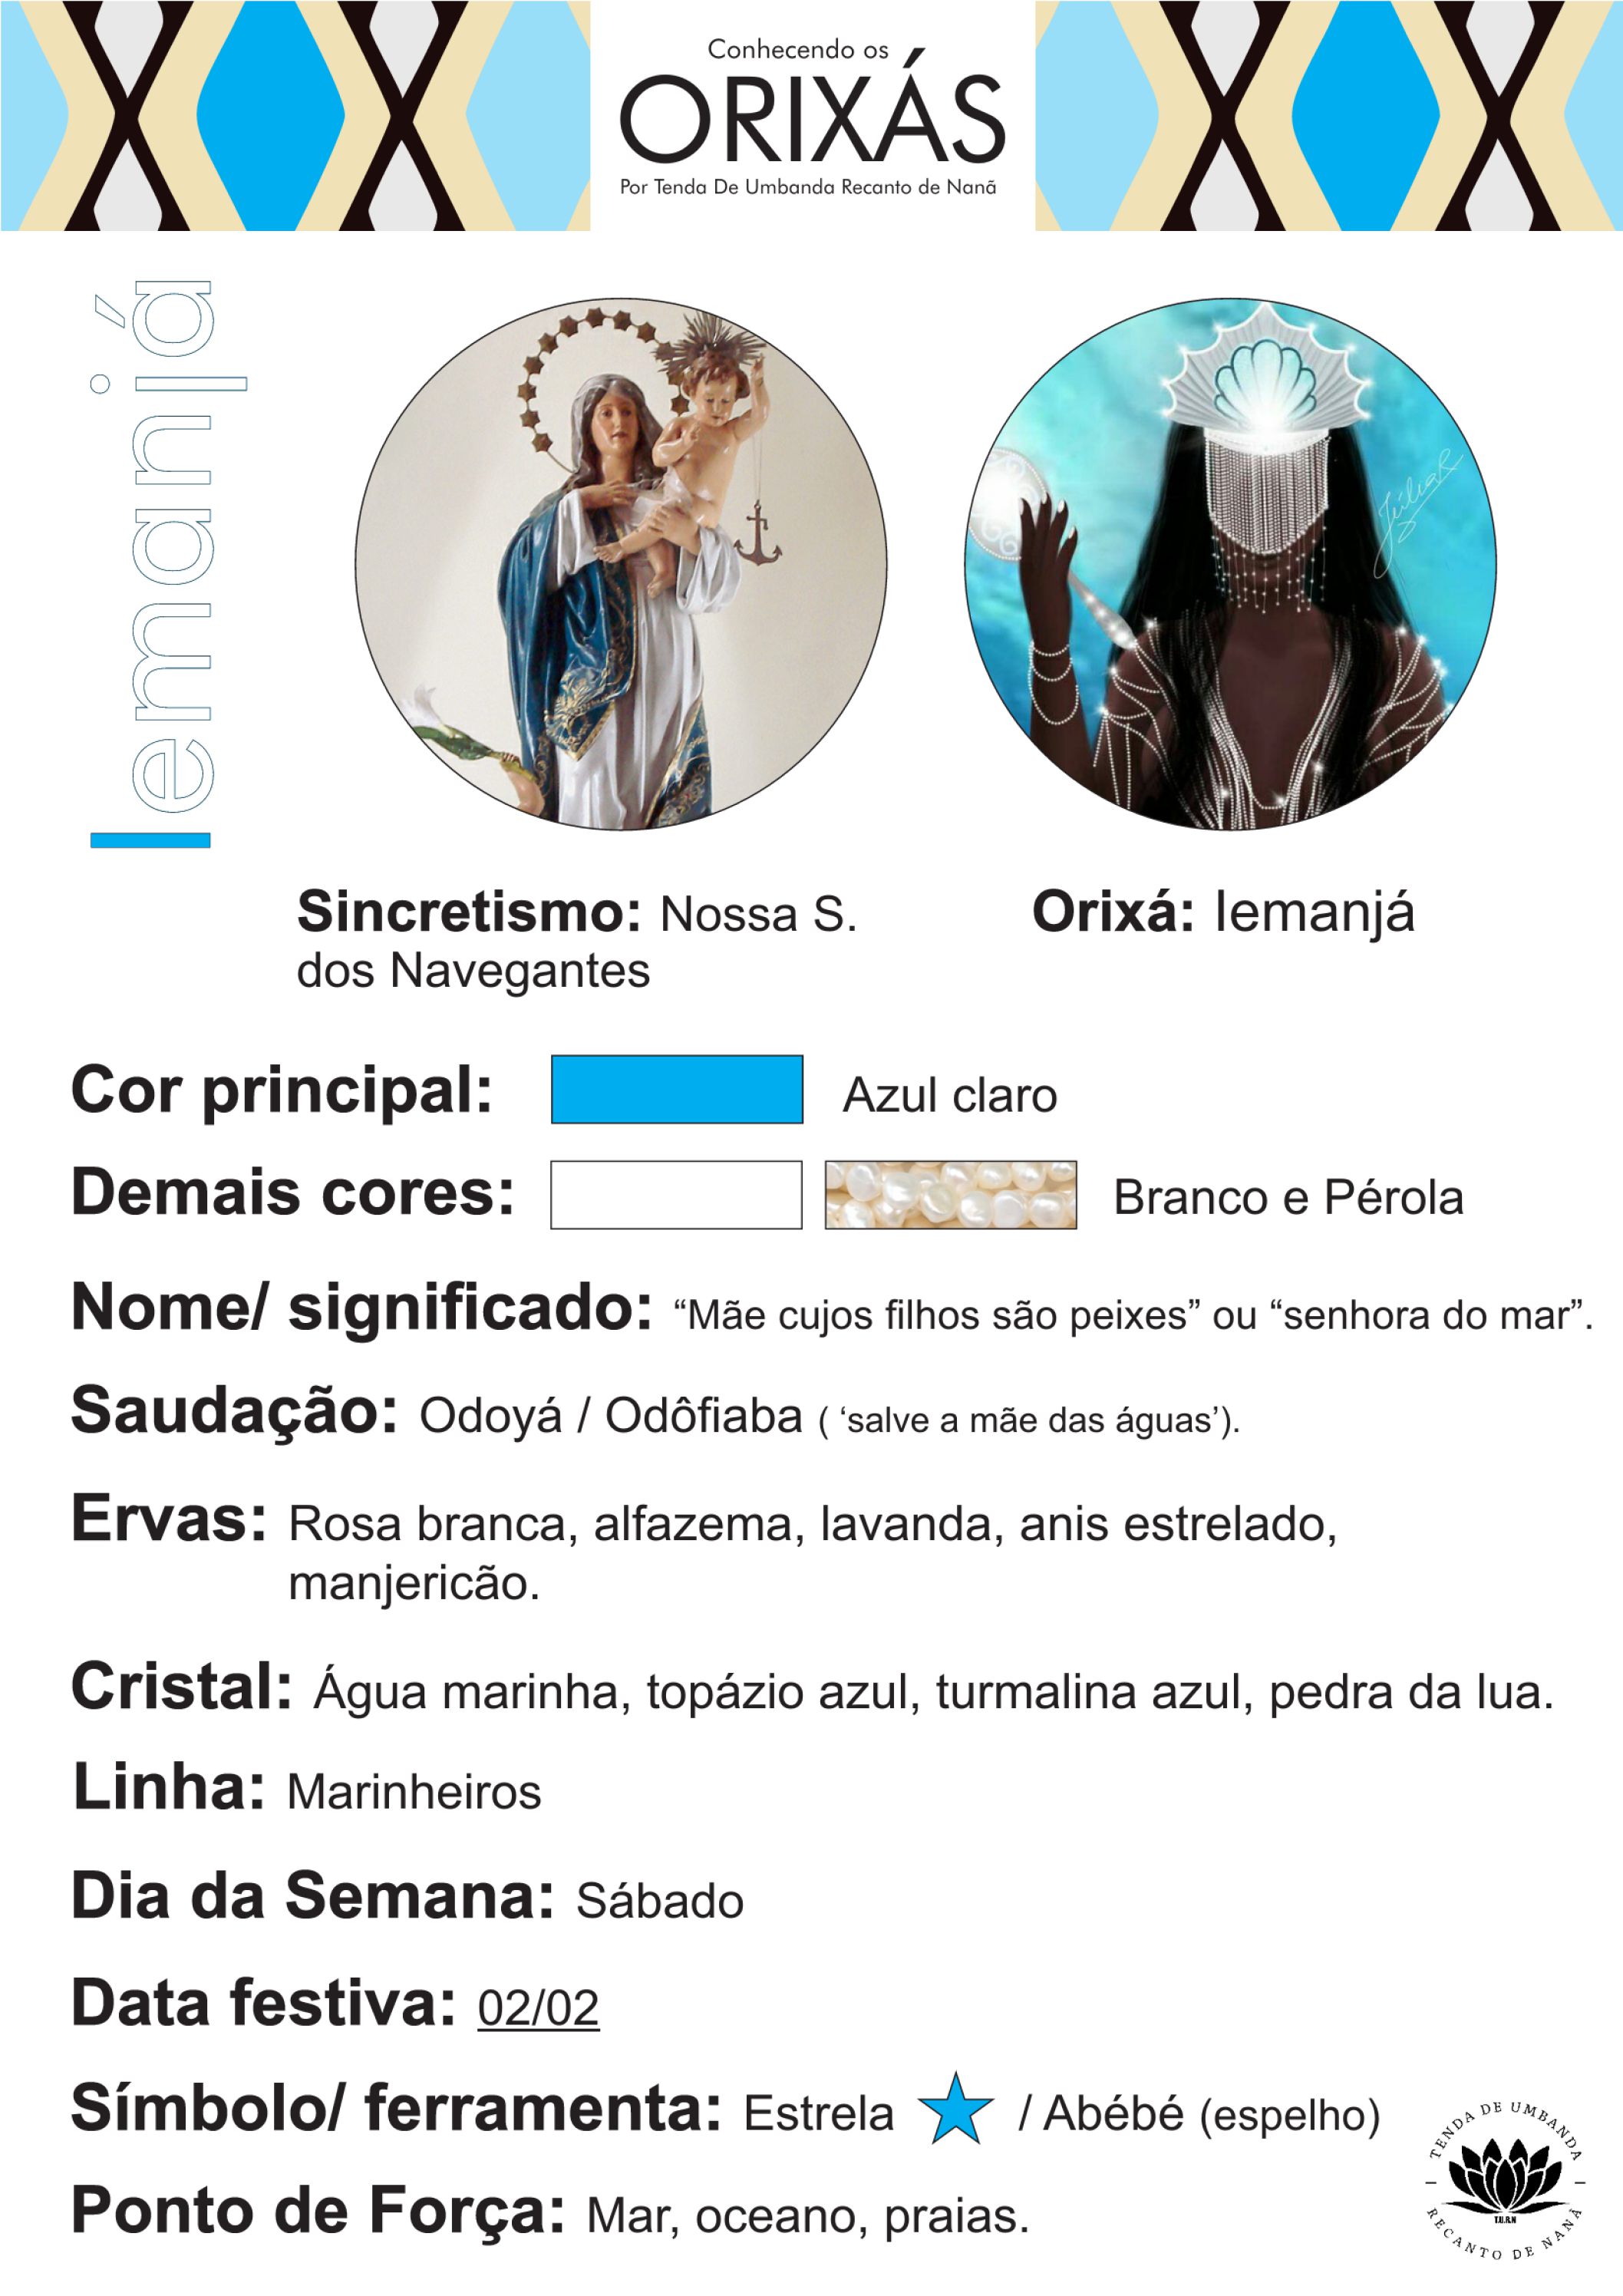 Conhecendo os
ORIXÁS
Por Tenda De Umbanda Recanto de Nanã
Iemanjá
JúliaR
Sincretismo: Nossa S.
dos Navegantes
Orixá: Iemanjá
Cor principal: Azul claro
Demais cores: Branco e Pérola
Nome/ significado: “Mãe cujos filhos são peixes” ou “senhora do mar”.
Saudação: Odoyá / Odôfiaba ( ‘salve a mãe das águas’).
Ervas: Rosa branca, alfazema, lavanda, anis estrelado,
manjericão.
Cristal: Água marinha, topázio azul, turmalina azul, pedra da lua.
Linha: Marinheiros
Dia da Semana: Sábado
Data festiva: 02/02
Símbolo/ ferramenta: Estrela / Abébé (espelho)
Ponto de Força: Mar, oceano, praias.
TENDA DE UMBANDA
T.U.R.N
RECANTO DE NANÃ